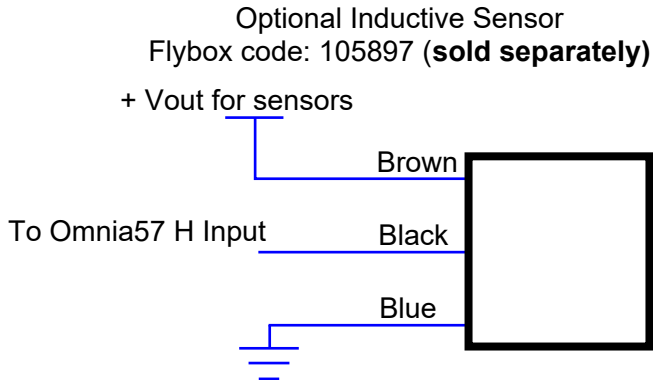 Optional Inductive Sensor
Flybox code: 105897 (sold separately)
+ Vout for sensors
Brown
To Omnia57 H Input
Black
Blue